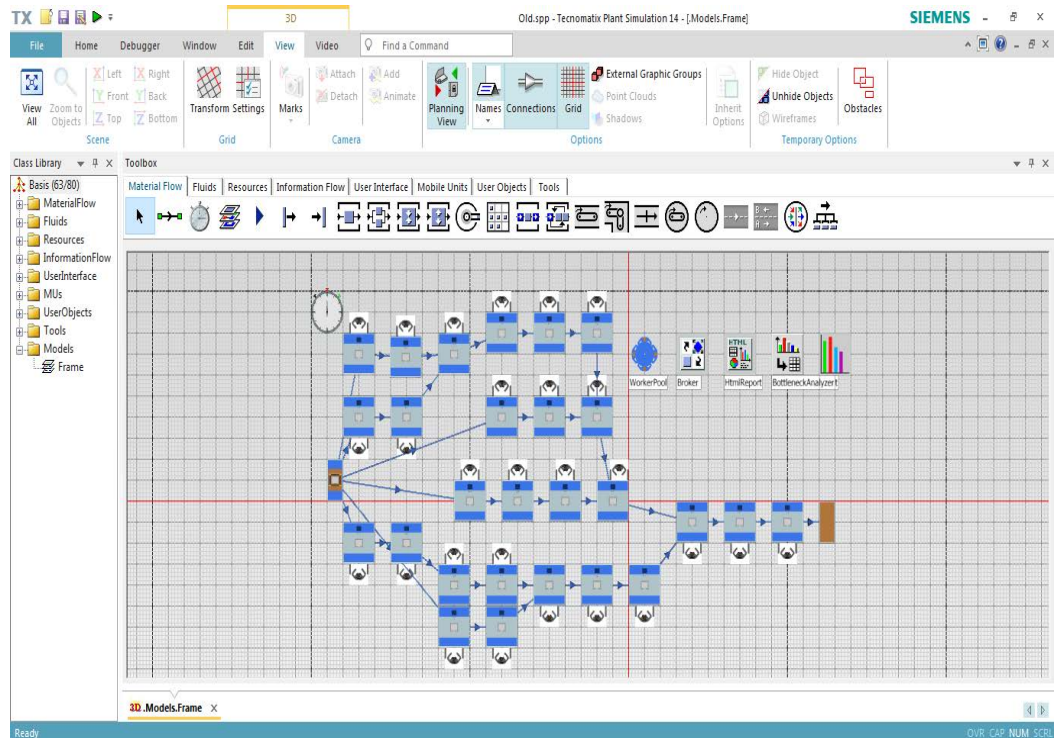 TX
3D
Old.spp - Tecnomatix Plant Simulation 14 - [.Models.Frame]
SIEMENS
File Home Debugger Window Edit View Video Find a Command
View All
Zoom to Objects
X Left
Y Front
Z Top
X Right
Y Back
Z Bottom
Scene
Transform
Settings
Grid
Marks
Attach
Detach
Add
Animate
Camera
Planning View
Names
Connections
Grid
External Graphic Groups
Point Clouds
Shadows
Inherit Options
Options
Hide Object
Unhide Objects
Wireframes
Obstacles
Temporary Options
Class Library
Basis (63/80)
MaterialFlow
Fluids
Resources
InformationFlow
UserInterface
MUs
UserObjects
Tools
Models
Frame
Toolbox
Material Flow Fluids Resources Information Flow User Interface Mobile Units User Objects Tools
HTML
WorkerPool Broker HtmlReport BottleneckAnalyzer
3D .Models.Frame X
Ready
OVR CAP NUM SCRL